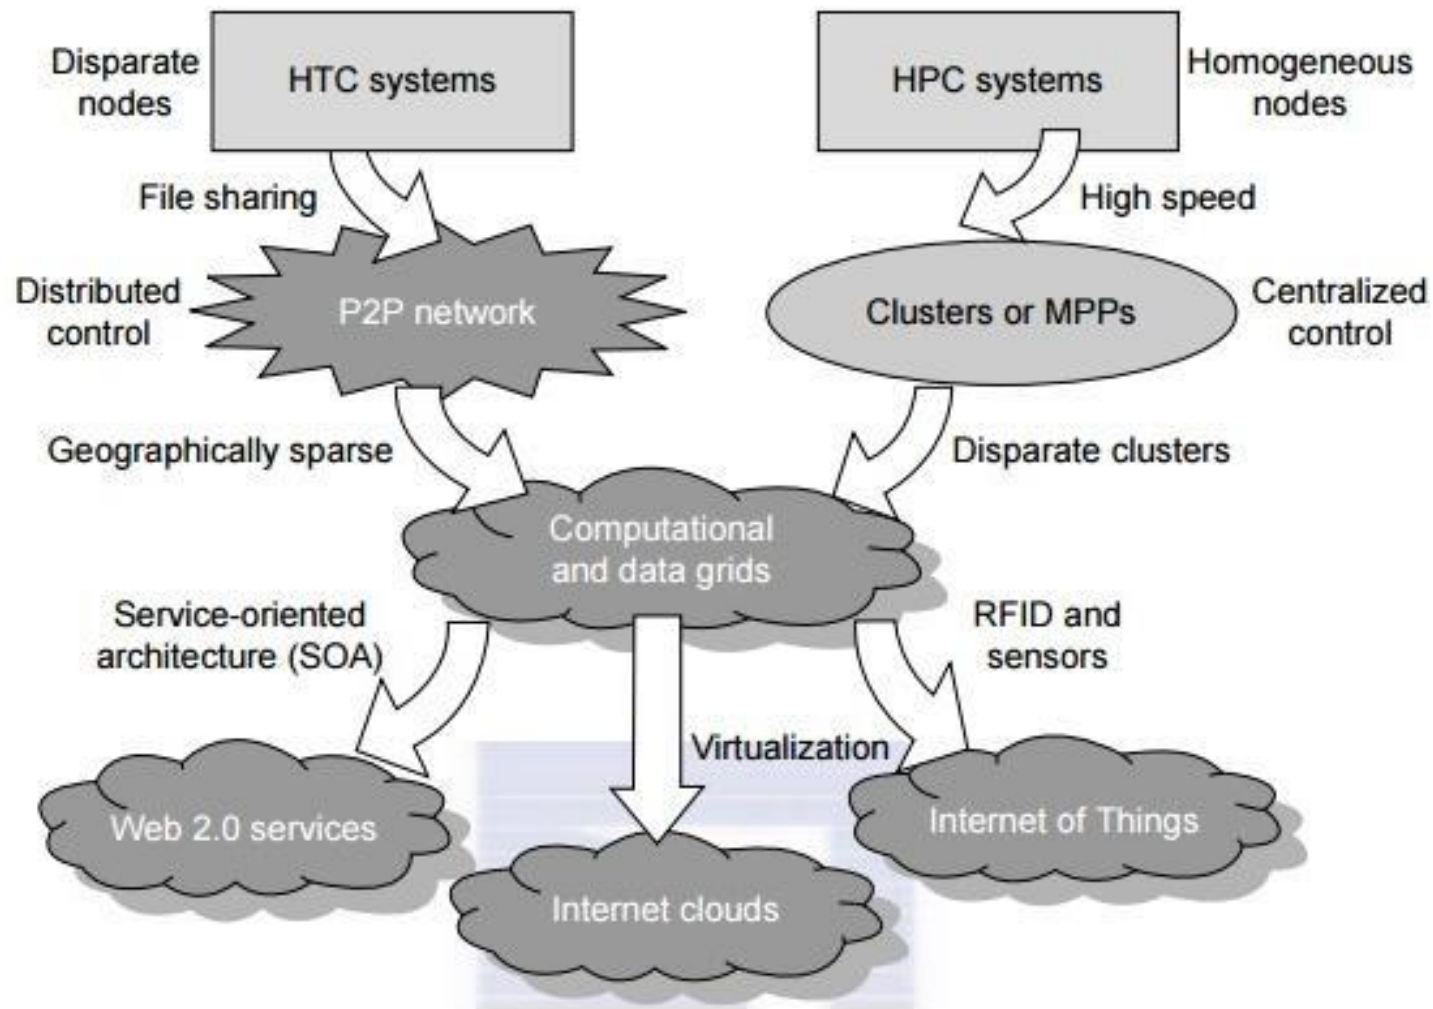 Disparate
nodes
HTC systems
HPC systems
Homogeneous
nodes
File sharing
High speed
Distributed
control
P2P network
Clusters or MPPs
Centralized
control
Geographically sparse
Disparate clusters
Computational
and data grids
Service-oriented
architecture (SOA)
RFID and
sensors
Virtualization
Web 2.0 services
Internet of Things
Internet clouds